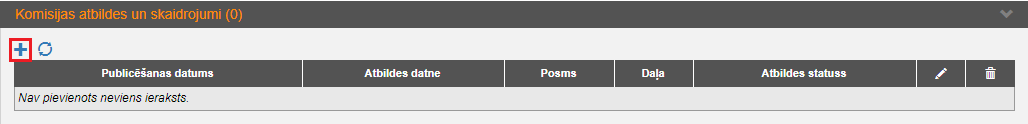 Komisijas atbildes un skaidrojumi (0)
Publicēšanas datums Atbildes datne Posms Daļa Atbildes statuss
Nav pievienots neviens ieraksts.